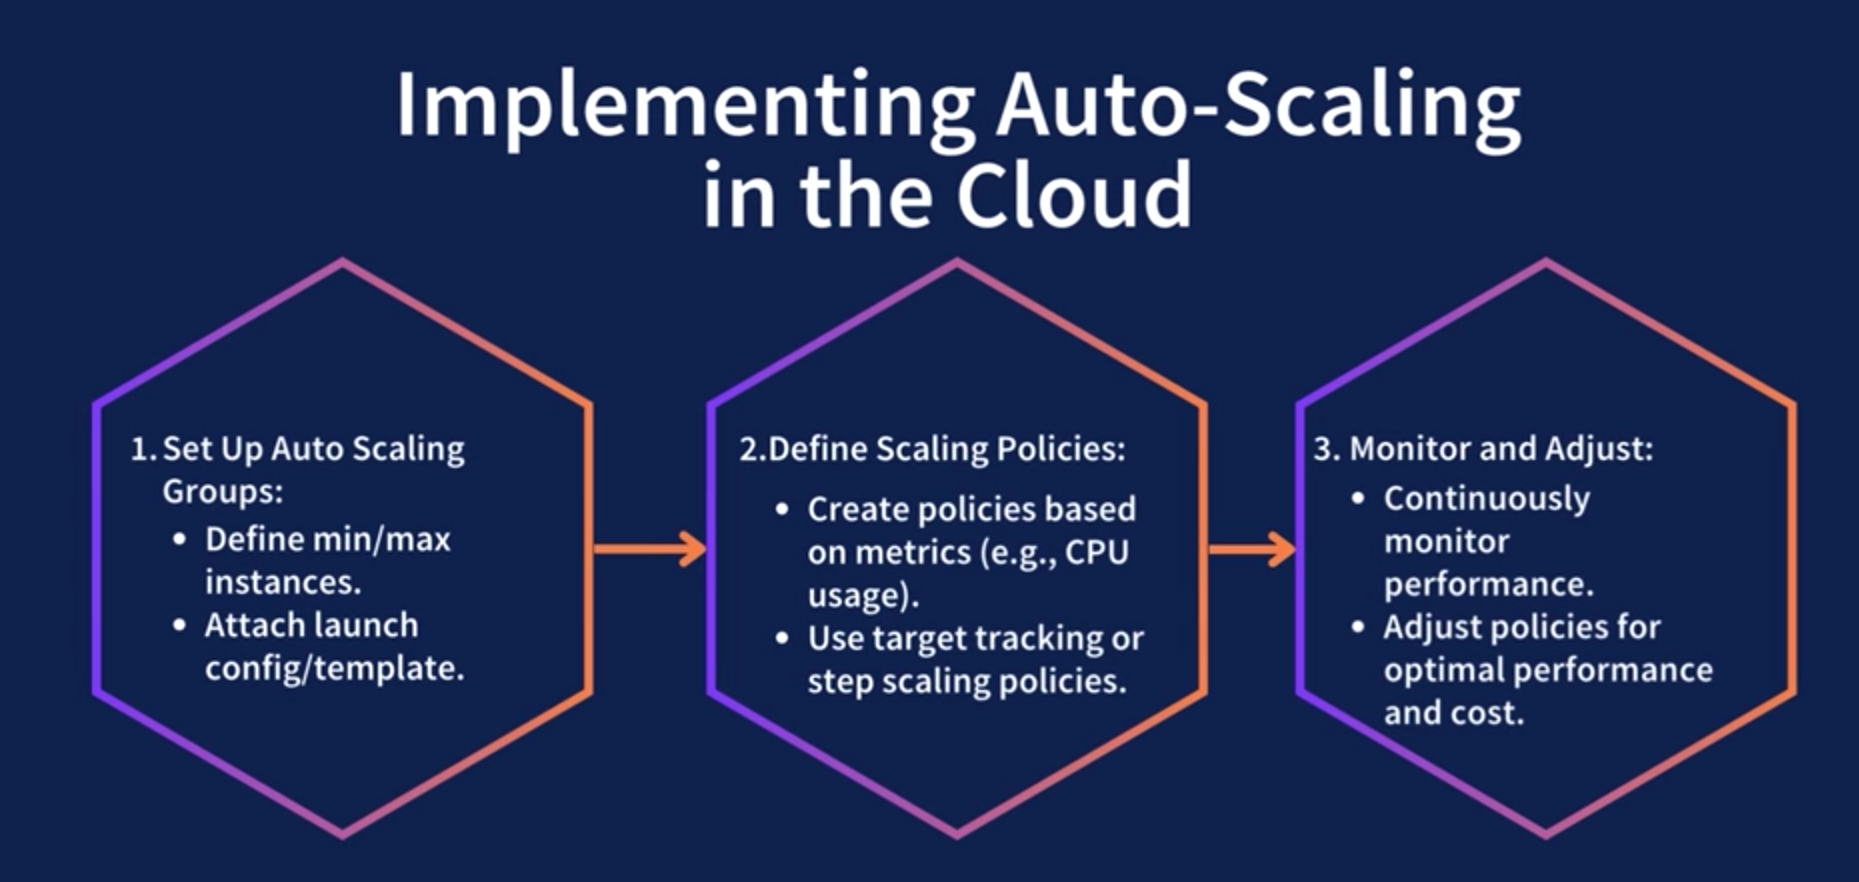 Implementing Auto-Scaling
in the Cloud
1. Set Up Auto Scaling
Groups:
• Define min/max
instances.
• Attach launch
config/template.
2.Define Scaling Policies:
• Create policies based
on metrics (e.g., CPU
usage).
• Use target tracking or
step scaling policies.
3. Monitor and Adjust:
• Continuously
monitor
performance.
• Adjust policies for
optimal performance
and cost.